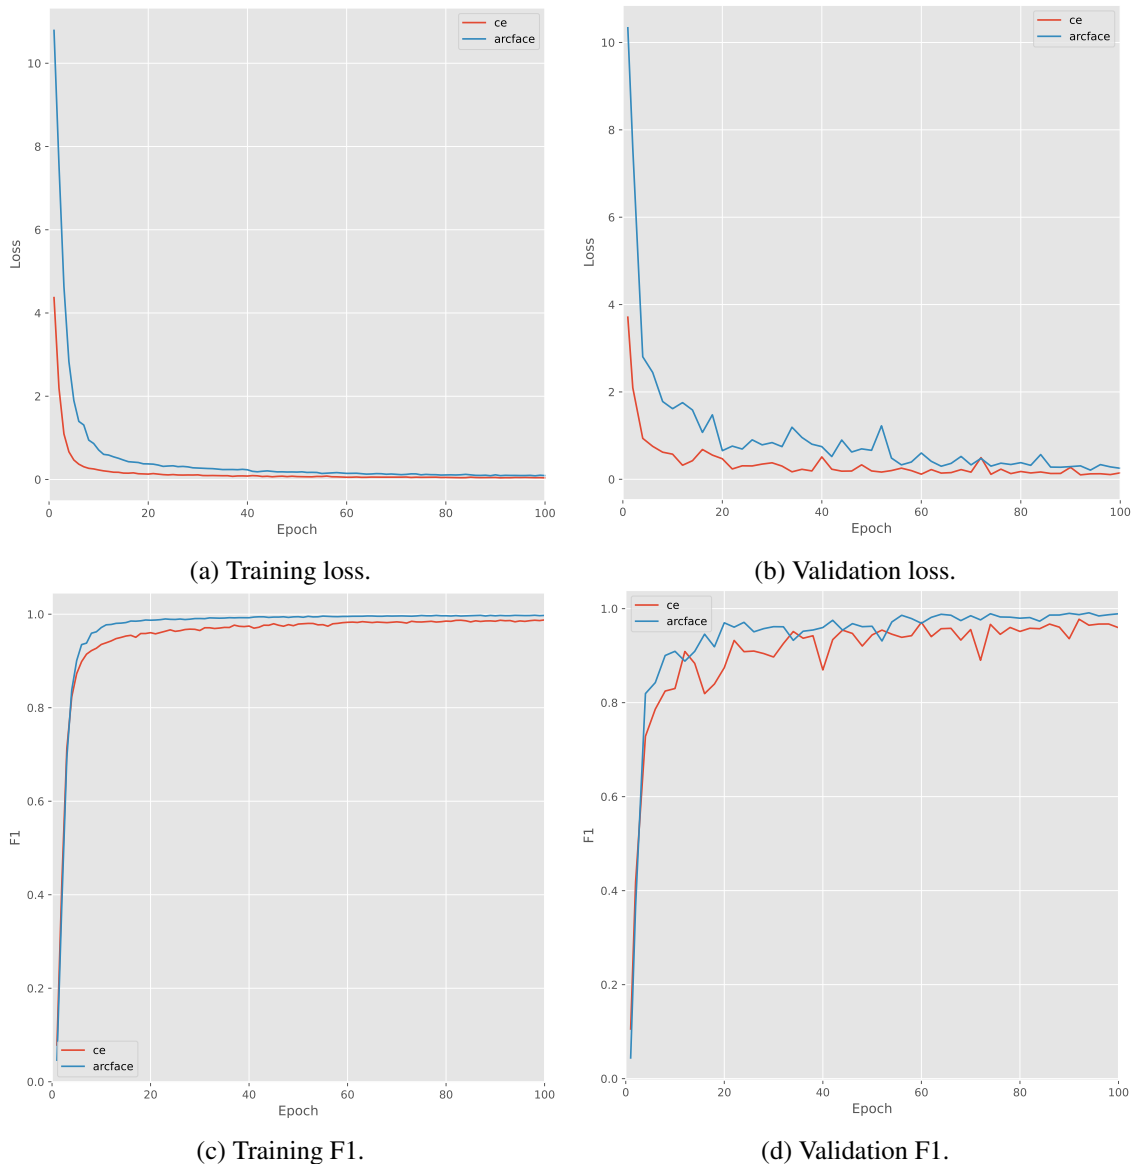 ce
arcface
10
8
6
4
2
0
Loss
0 20 40 60 80 100
Epoch
(a) Training loss.
ce
arcface
10
8
6
4
2
0
Loss
0 20 40 60 80 100
Epoch
(b) Validation loss.
1.0
0.8
0.6
0.4
0.2
0.0
F1
ce
arcface
0 20 40 60 80 100
Epoch
(c) Training F1.
ce
arcface
1.0
0.8
0.6
0.4
0.2
0.0
F1
0 20 40 60 80 100
Epoch
(d) Validation F1.